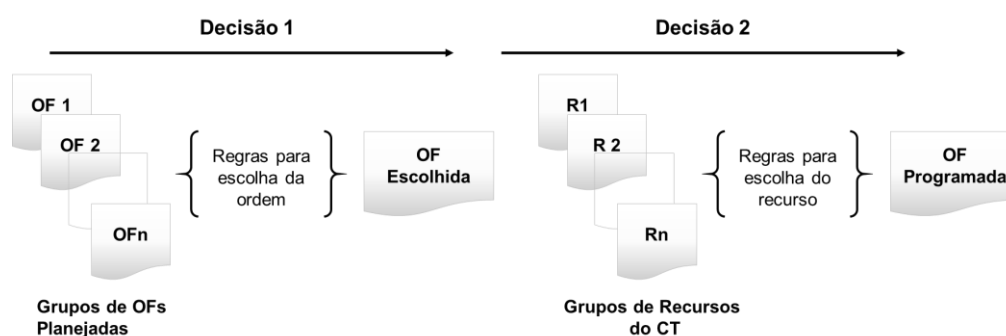 Decisão 1
OF 1
OF 2
OFn
Regras para
escolha da
ordem
OF
Escolhida
Grupos de OFs
Planejadas
Decisão 2
R1
R 2
Rn
Regras para
escolha do
recurso
OF
Programada
Grupos de Recursos
do CT